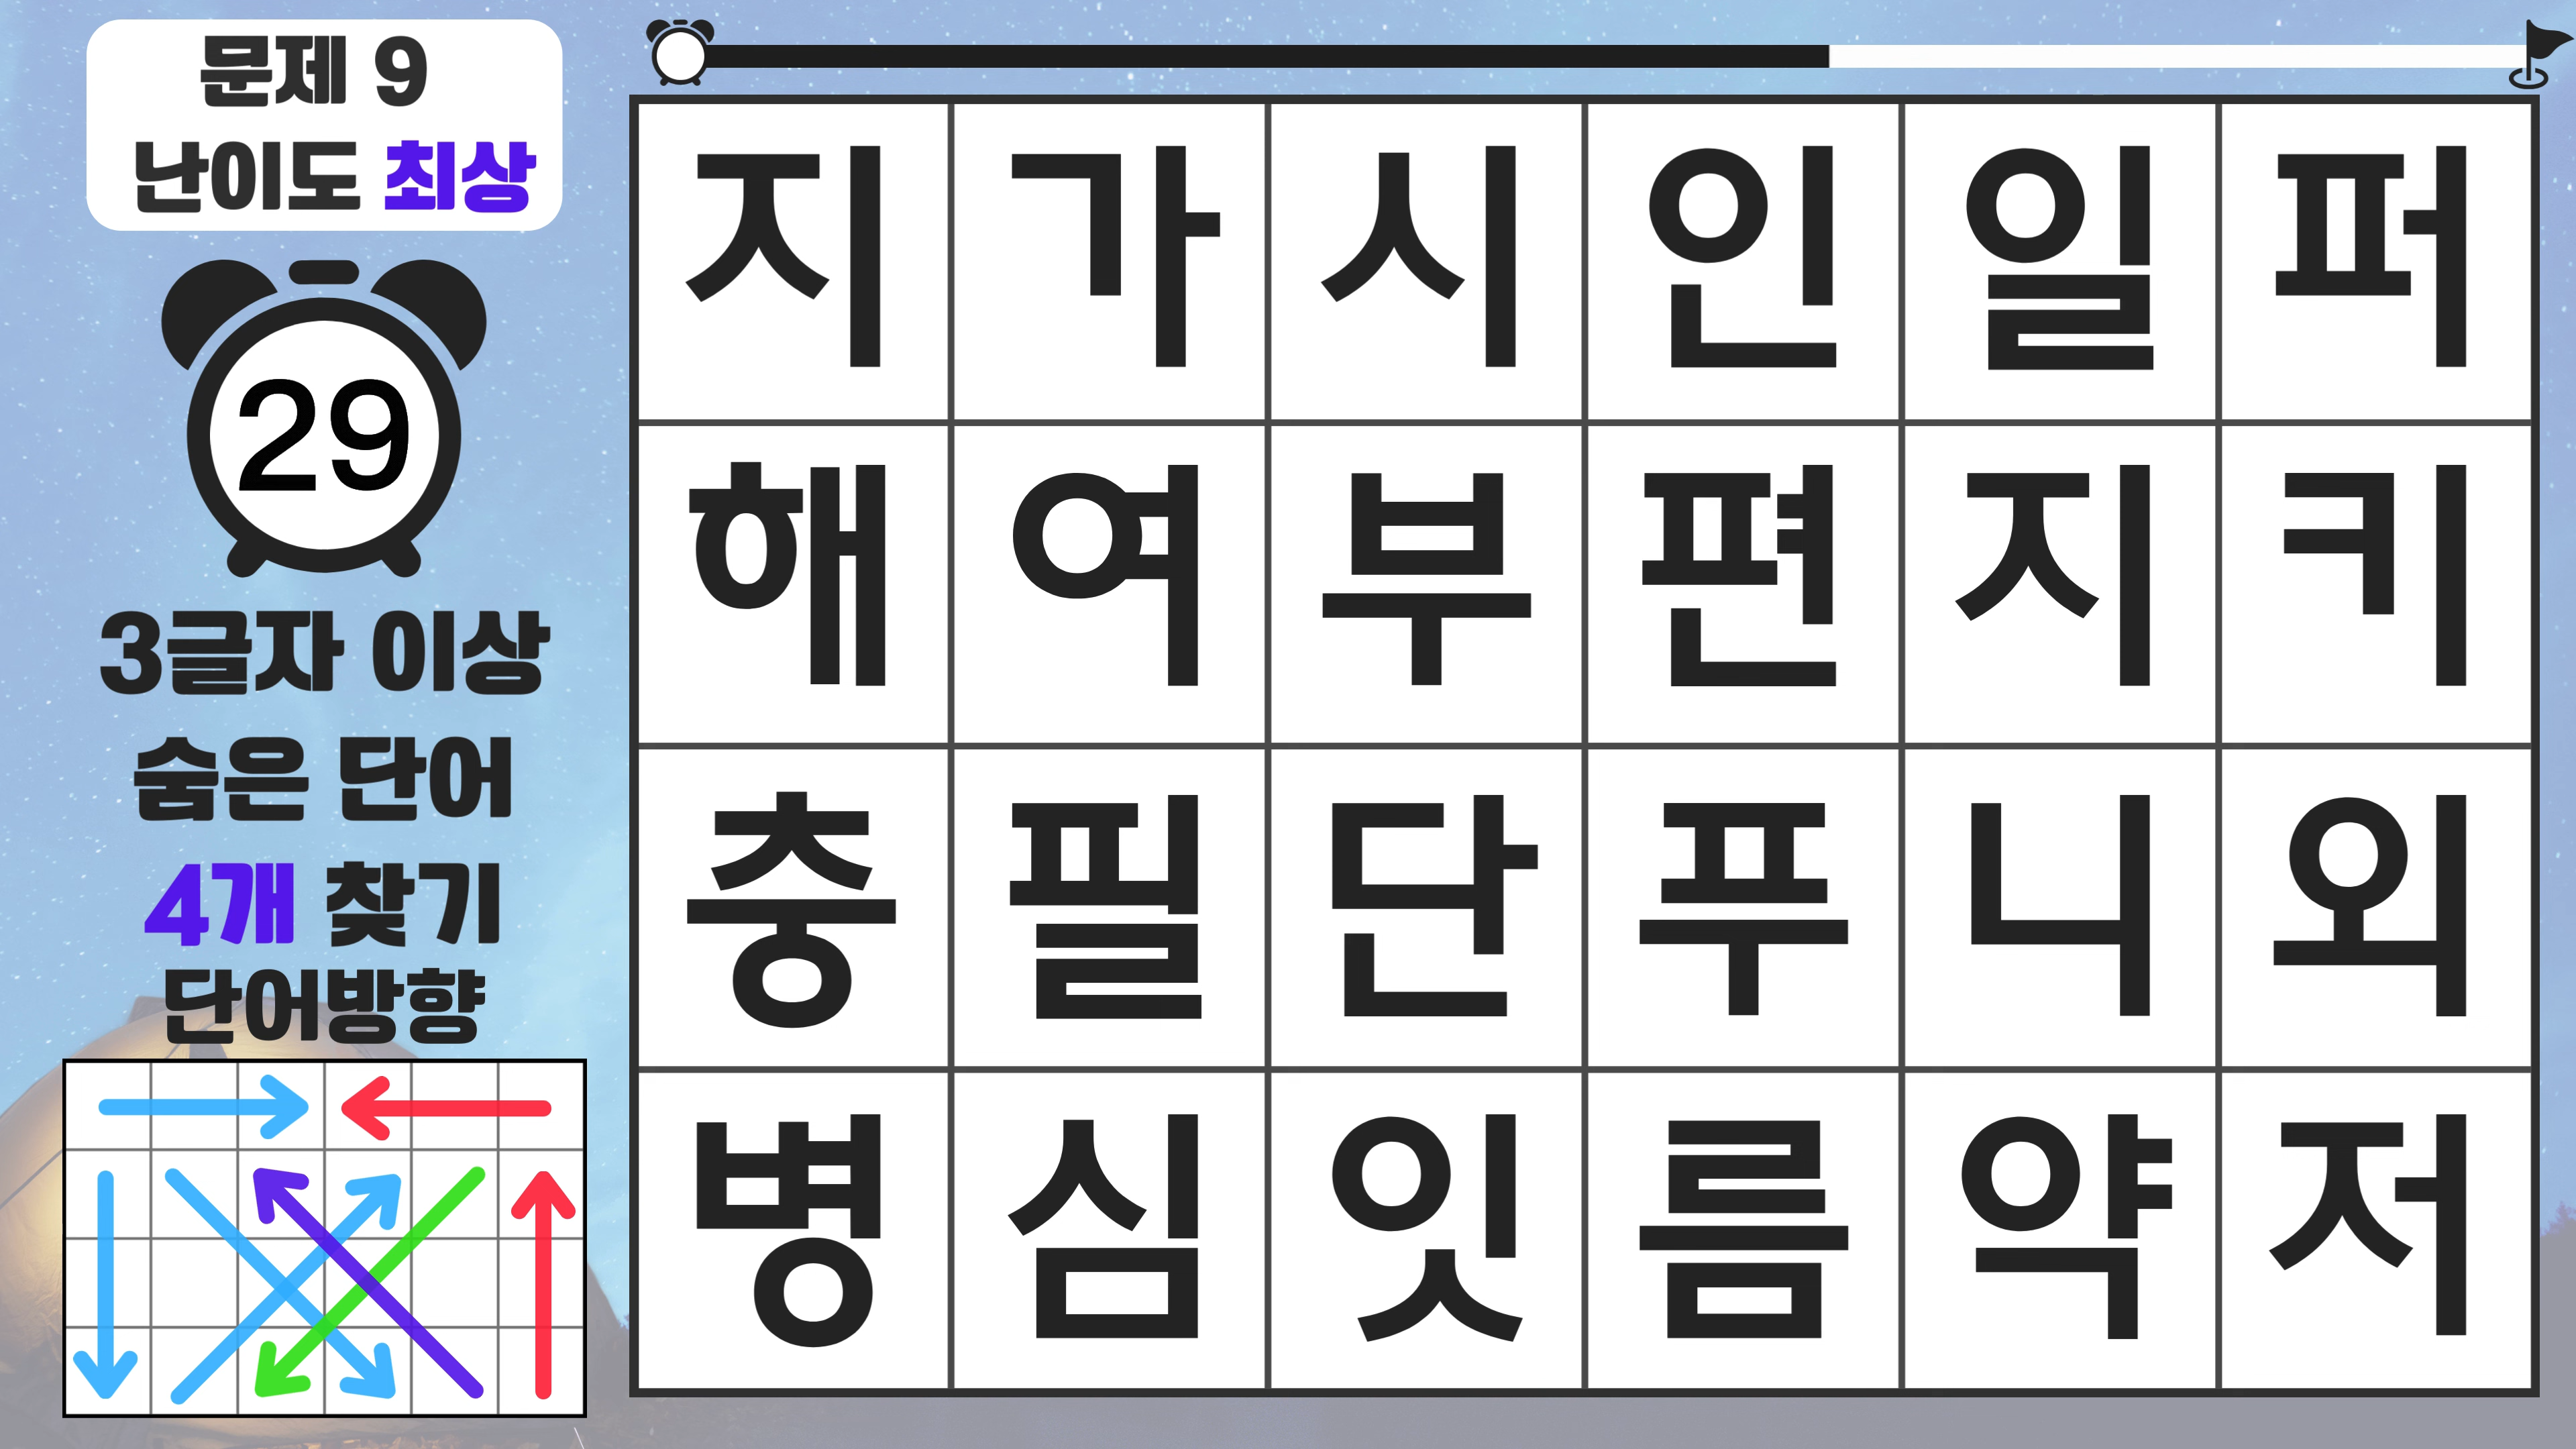 문제 9
난이도 최상
29
3글자 이상
숨은 단어
4개 찾기
단어방향
지 가 시 인 일 퍼
해 여 부 편 지 키
충 필 단 푸 니 외
병 심 잇 름 약 저